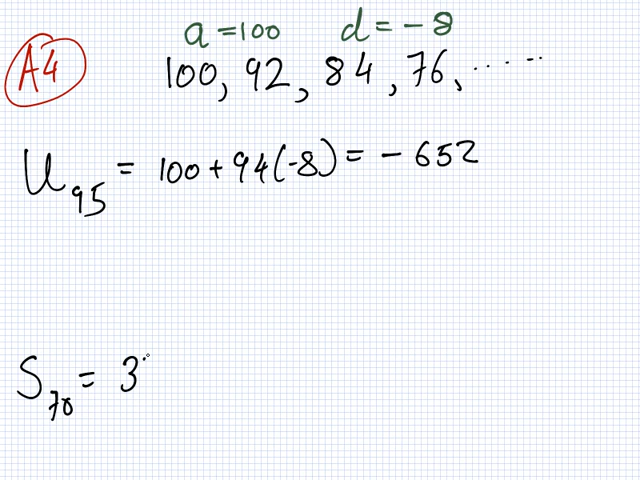 a = 100 d = - 8
A4
100, 92, 84, 76, .....
U₉₅ = 100 + 94(-8) = - 652
S₇₀ = 3